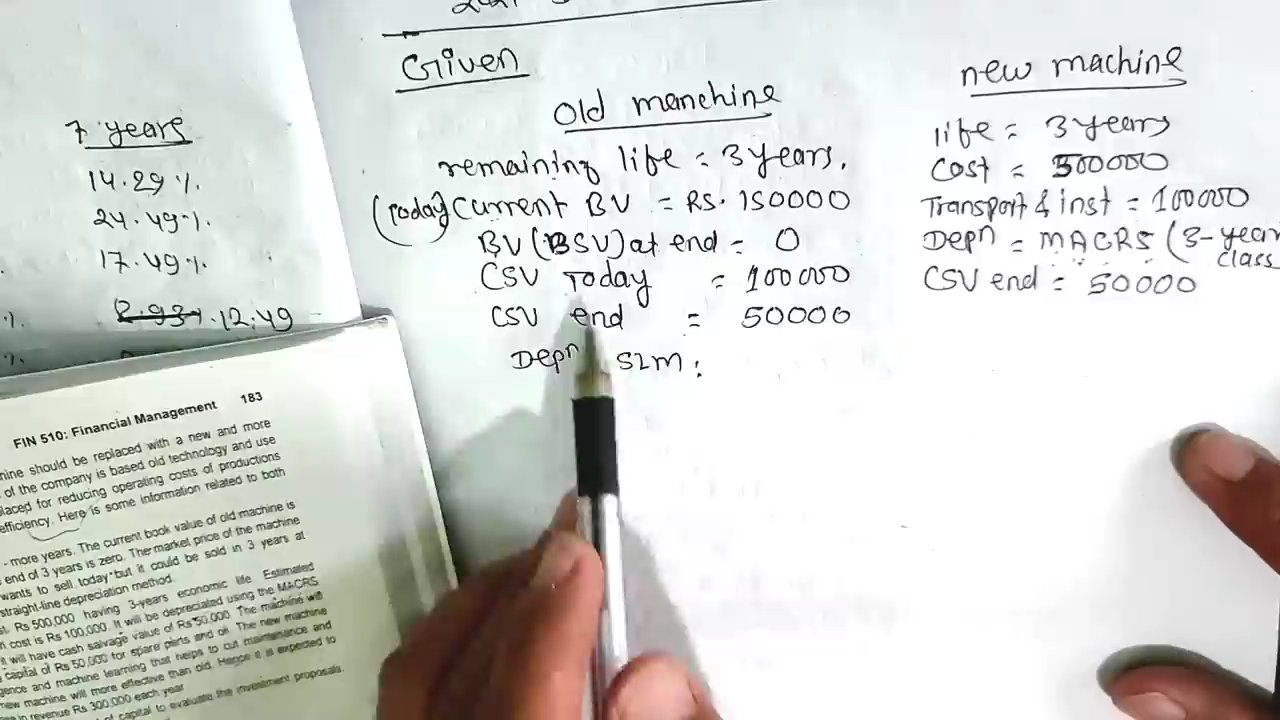 Given
Old manchine
remaining life = 3 years.
(Today) Current BV = Rs. 150000
BV (BSV) at end = 0
CSV Today = 100000
CSV end = 50000
Depn SLM :
new machine
life = 3 years
Cost = 500000
Transport & inst = 100000
Depn = MACRS (3-year class
CSV end = 50000
7 years
14.29 %.
24.49 %.
17.49 %.
12.49
FIN 510: Financial Management 183
should be replaced with a new and more
of the company is based old technology and use
placed for reducing operating costs of productions
efficiency. Here is some information related to both
more years. The current book value of old machine is
end of 3 years is zero. The market price of the machine
wants to sell today but it could be sold in 3 years at
straight-line depreciation method.
Rs 500,000 having 3-years economic life. Estimated
cost is Rs 100,000. It will be depreciated using the MACRS
will have cash salvage value of Rs 50,000 The machine will
capital of Rs 50,000 for spare parts and oil. The new machine
and machine learning that helps to cut maintenance and
new machine will more effective than old. Hence it is expected to
in revenue Rs 300,000 each year
of capital to evaluate the investment proposals.